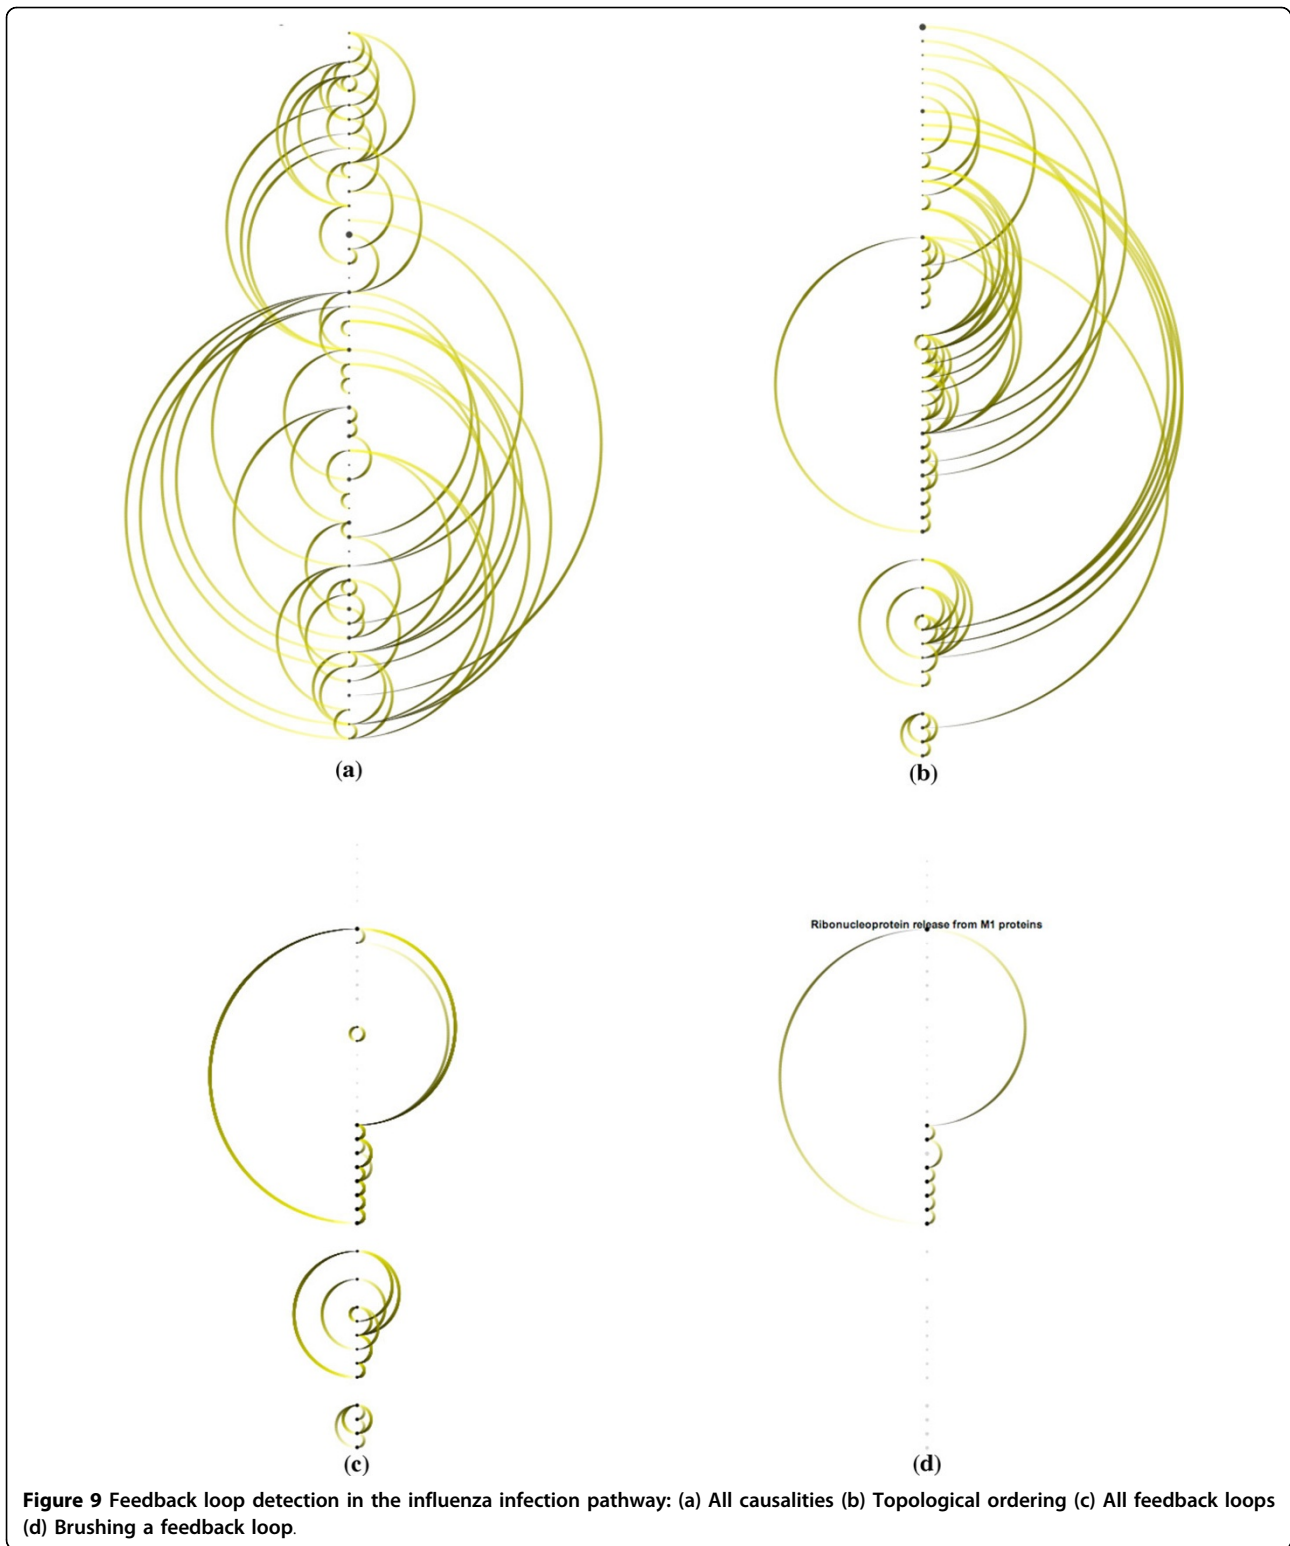 (a)
(b)
Ribonucleoprotein release from M1 proteins
(c)
(d)
Figure 9 Feedback loop detection in the influenza infection pathway: (a) All causalities (b) Topological ordering (c) All feedback loops
(d) Brushing a feedback loop.